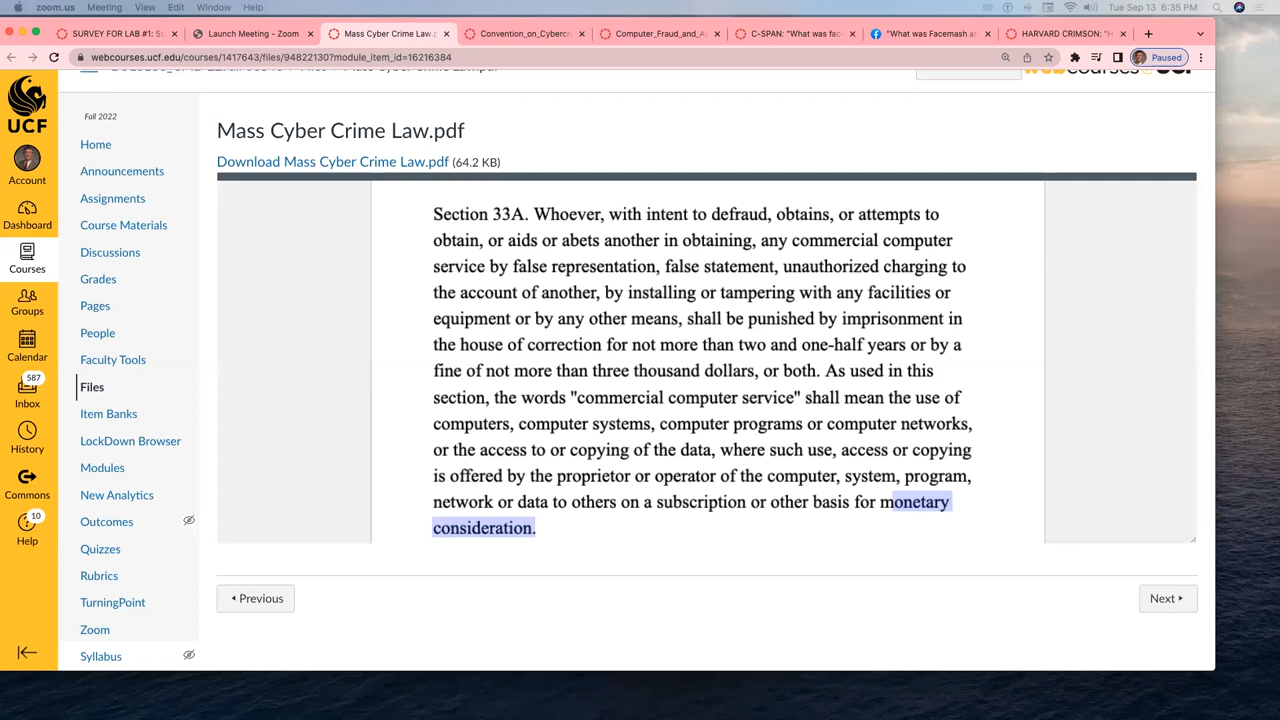 zoom.us Meeting View Edit Window Help Tue Sep 13 6:35 PM
SURVEY FOR LAB #1: S Launch Meeting - Zoom Mass Cyber Crime Law.p Convention_on_Cybercr Computer_Fraud_and_A C-SPAN: "What was fac "What was Facemash a HARVARD CRIMSON: "H
webcourses.ucf.edu/courses/1417643/files/94822130?module_item_id=16216384 Paused
UCF
Account
Dashboard
Courses
Groups
Calendar
587
Inbox
History
Commons
10
Help
Fall 2022
Home
Announcements
Assignments
Course Materials
Discussions
Grades
Pages
People
Faculty Tools
Files
Item Banks
LockDown Browser
Modules
New Analytics
Outcomes
Quizzes
Rubrics
TurningPoint
Zoom
Syllabus
Mass Cyber Crime Law.pdf
Download Mass Cyber Crime Law.pdf (64.2 KB)
Section 33A. Whoever, with intent to defraud, obtains, or attempts to
obtain, or aids or abets another in obtaining, any commercial computer
service by false representation, false statement, unauthorized charging to
the account of another, by installing or tampering with any facilities or
equipment or by any other means, shall be punished by imprisonment in
the house of correction for not more than two and one-half years or by a
fine of not more than three thousand dollars, or both. As used in this
section, the words "commercial computer service" shall mean the use of
computers, computer systems, computer programs or computer networks,
or the access to or copying of the data, where such use, access or copying
is offered by the proprietor or operator of the computer, system, program,
network or data to others on a subscription or other basis for monetary
consideration.
Previous
Next